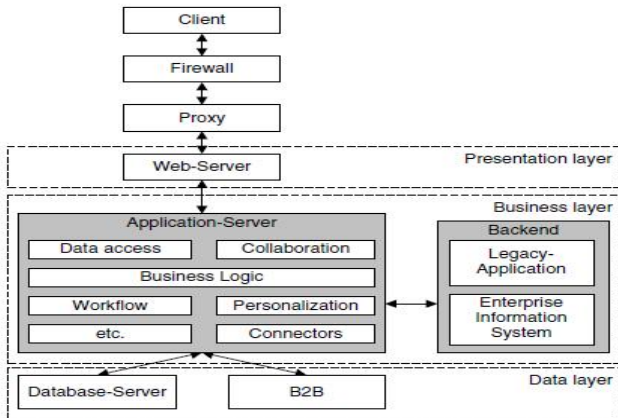 Client
Firewall
Proxy
Web-Server
Presentation layer
Business layer
Application-Server
Data access
Collaboration
Business Logic
Workflow
Personalization
etc.
Connectors
Backend
Legacy-
Application
Enterprise
Information
System
Data layer
Database-Server
B2B